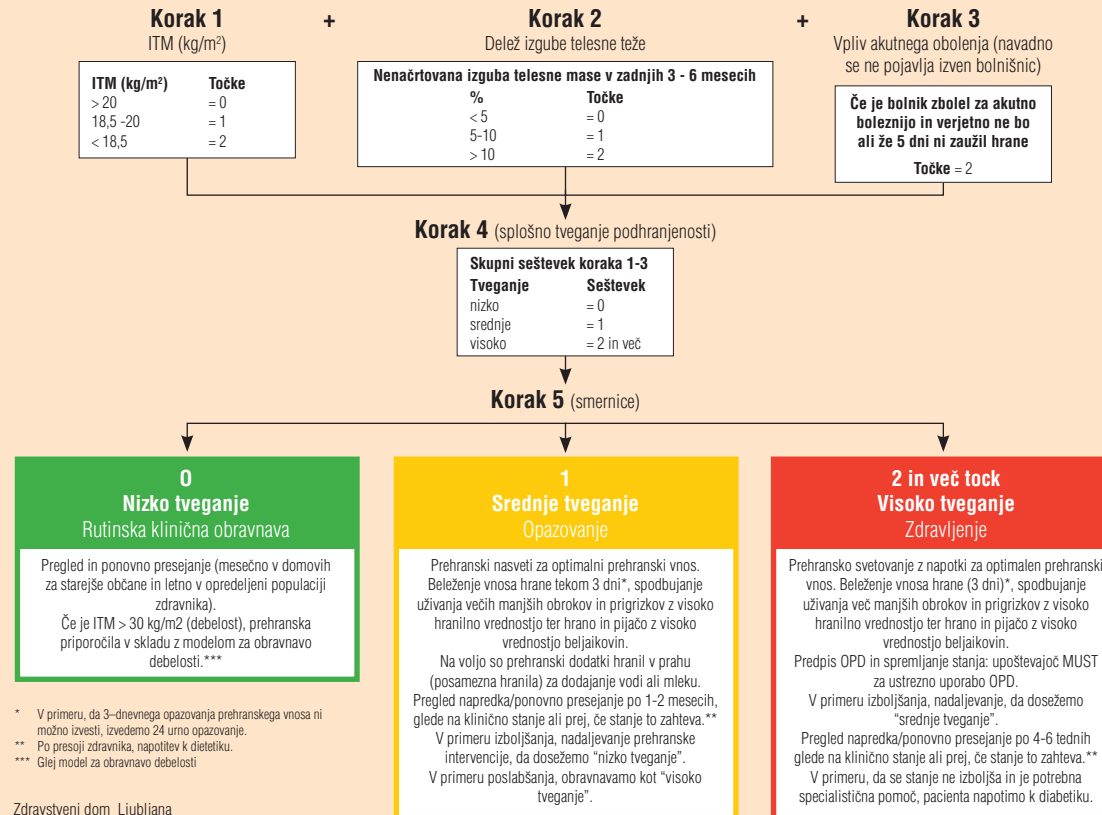 Korak 1 + Korak 2 + Korak 3
ITM (kg/m²)
Delež izgube telesne teže
Vpliv akutnega obolenja (navadno
se ne pojavlja izven bolnišnic)
ITM (kg/m²) Točke
> 20 = 0
18,5 -20 = 1
< 18,5 = 2
Nenačrtovana izguba telesne mase v zadnjih 3 - 6 mesecih
% Točke
< 5 = 0
5-10 = 1
> 10 = 2
Če je bolnik zbolel za akutno
boleznijo in verjetno ne bo
ali že 5 dni ni zaužil hrane
Točke = 2
Korak 4 (splošno tveganje podhranjenosti)
Skupni seštevek koraka 1-3
Tveganje Seštevek
nizko = 0
srednje = 1
visoko = 2 in več
Korak 5 (smernice)
0
Nizko tveganje
Rutinska klinična obravnava
Pregled in ponovno presejanje (mesečno v domovih
za starejše občane in letno v opredeljeni populaciji
zdravnika).
Če je ITM > 30 kg/m2 (debelost), prehranska
priporočila v skladu z modelom za obravnavo
debelosti.***
* V primeru, da 3–dnevnega opazovanja prehranskega vnosa ni
možno izvesti, izvedemo 24 urno opazovanje.
** Po presoji zdravnika, napotitev k dietetiku.
*** Glej model za obravnavo debelosti
Zdravstveni dom Ljubljana
1
Srednje tveganje
Opazovanje
Prehranski nasveti za optimalni prehranski vnos.
Beleženje vnosa hrane tekom 3 dni*, spodbujanje
uživanja večih manjših obrokov in prigrizkov z visoko
hranilno vrednostjo ter hrano in pijačo z visoko
vrednostjo beljakovin.
Na voljo so prehranski dodatki hranil v prahu
(posamezna hranila) za dodajanje vodi ali mleku.
Pregled napredka/ponovno presejanje po 1-2 mesecih,
glede na klinično stanje ali prej, če stanje to zahteva.**
V primeru izboljšanja, nadaljevanje prehranske
intervencije, da dosežemo “nizko tveganje”.
V primeru poslabšanja, obravnavamo kot “visoko
tveganje”.
2 in več tock
Visoko tveganje
Zdravljenje
Prehransko svetovanje z napotki za optimalen prehranski
vnos. Beleženje vnosa hrane (3 dni)*, spodbujanje
uživanja več manjših obrokov in prigrizkov z visoko
hranilno vrednostjo ter hrano in pijačo z visoko
vrednostjo beljakovin.
Predpis OPD in spremljanje stanja: upoštevajoč MUST
za ustrezno uporabo OPD.
V primeru izboljšanja, nadaljevanje, da dosežemo
“srednje tveganje”.
Pregled napredka/ponovno presejanje po 4-6 tednih
glede na klinično stanje ali prej, če stanje to zahteva.**
V primeru, da se stanje ne izboljša in je potrebna
specialistična pomoč, pacienta napotimo k diabetiku.